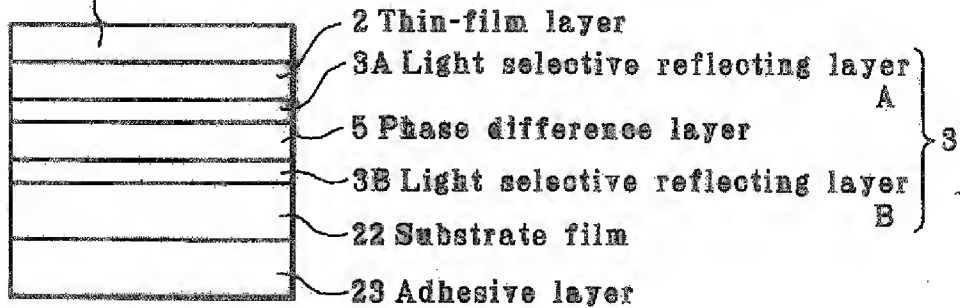 2 Thin-film layer
3A Light selective reflecting layer
A
5 Phase difference layer
3
3B Light selective reflecting layer
B
22 Substrate film
23 Adhesive layer